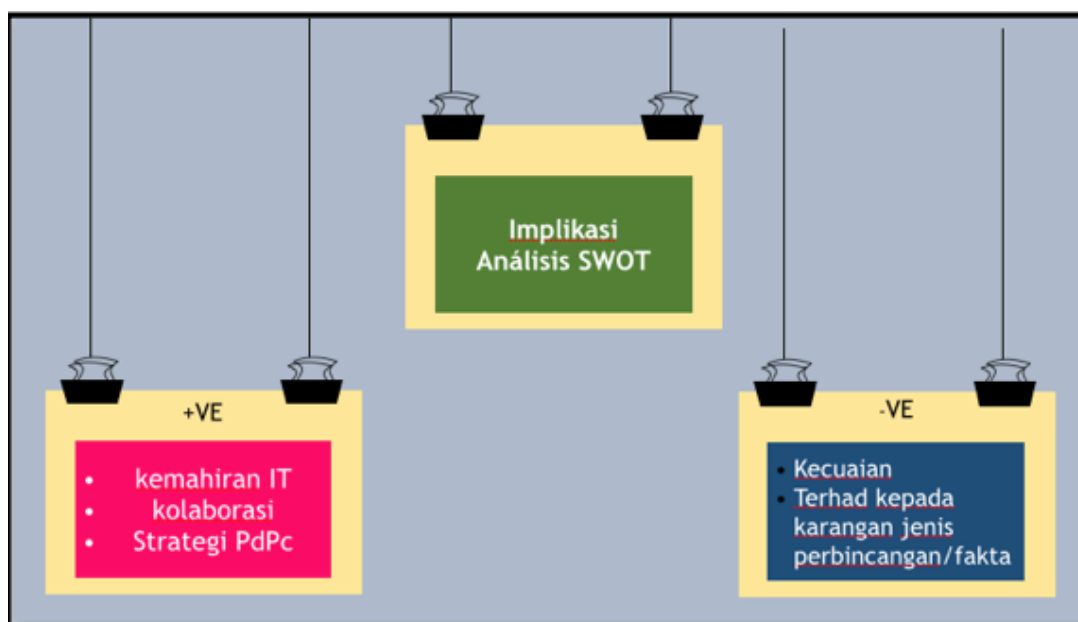 Implikasi
Análisis SWOT
+VE
• kemahiran IT
• kolaborasi
• Strategi PdPc
-VE
• Kecuaian
• Terhad kepada
karangan jenis
perbincangan/fakta